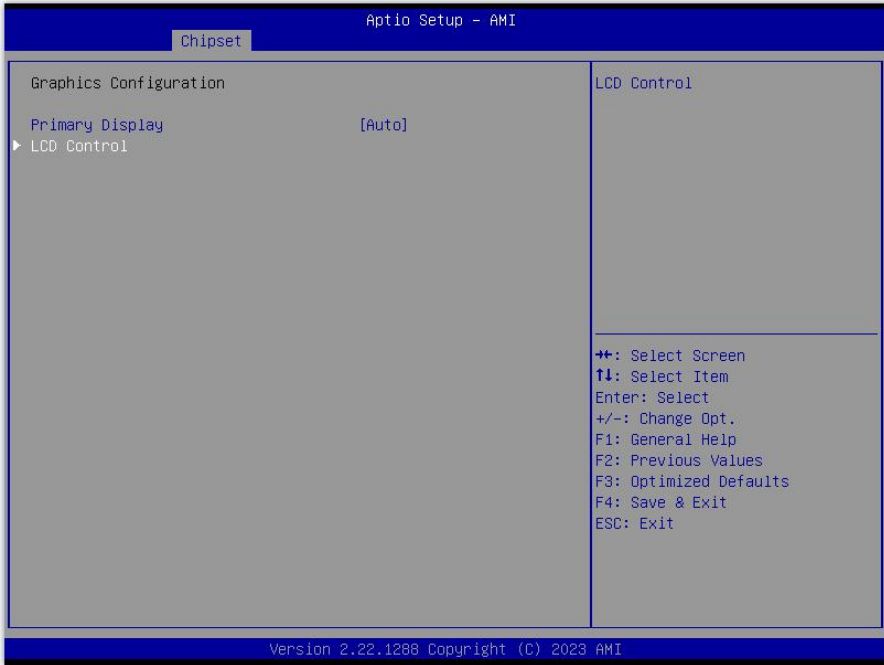 Aptio Setup – AMI
Chipset
Graphics Configuration
Primary Display [Auto]
▶ LCD Control
LCD Control
→←: Select Screen
↑↓: Select Item
Enter: Select
+/-: Change Opt.
F1: General Help
F2: Previous Values
F3: Optimized Defaults
F4: Save & Exit
ESC: Exit
Version 2.22.1288 Copyright (C) 2023 AMI